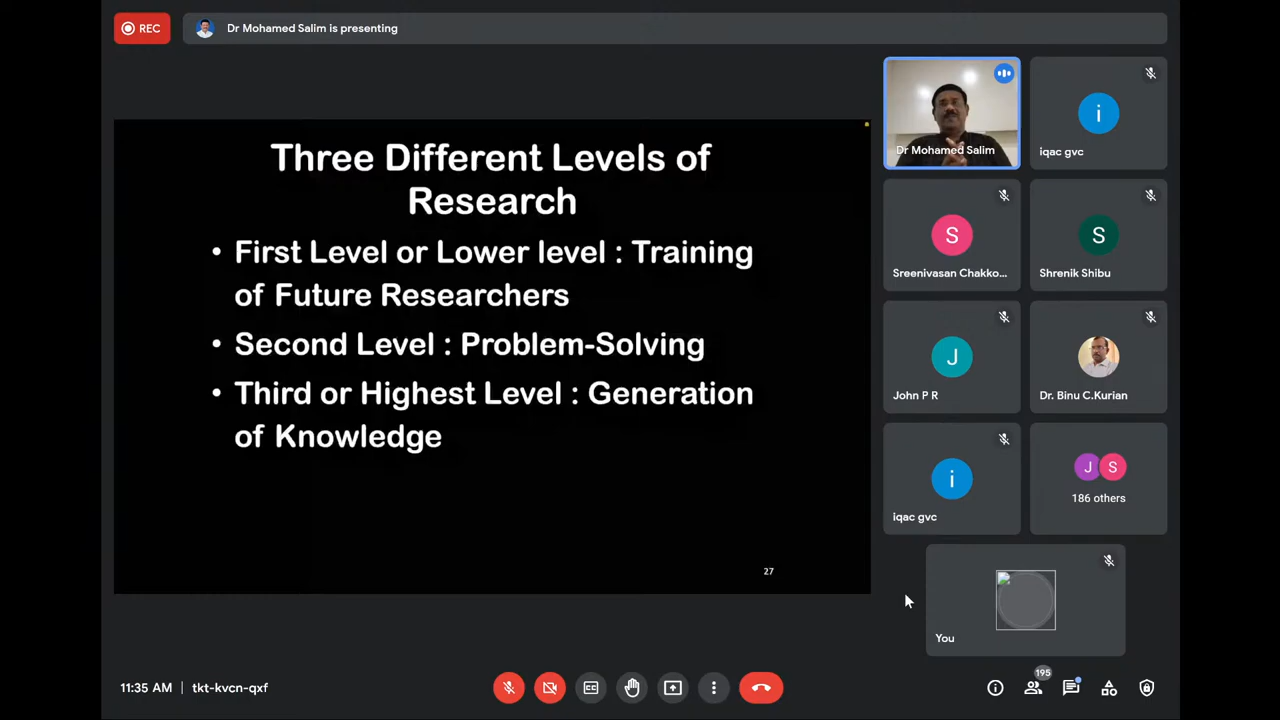 REC
Dr Mohamed Salim is presenting
Three Different Levels of
Research
• First Level or Lower level : Training
of Future Researchers
• Second Level : Problem-Solving
• Third or Highest Level : Generation
of Knowledge
27
Dr Mohamed Salim
i
iqac gvc
S
Sreenivasan Chakko...
S
Shrenik Shibu
J
John P R
Dr. Binu C.Kurian
i
iqac gvc
J S
186 others
You
11:35 AM | tkt-kvcn-qxf
CC
195